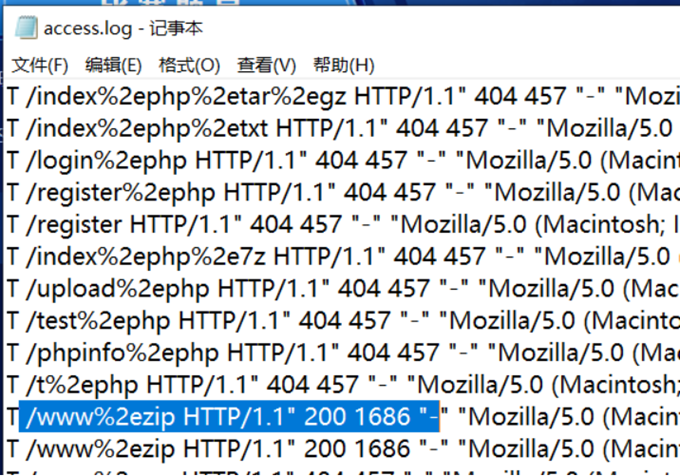 access.log - 记事本
文件(F) 编辑(E) 格式(O) 查看(V) 帮助(H)
T /index%2ephp%2etar%2egz HTTP/1.1" 404 457 "-" "Mozi
T /index%2ephp%2etxt HTTP/1.1" 404 457 "-" "Mozilla/5.0
T /login%2ephp HTTP/1.1" 404 457 "-" "Mozilla/5.0 (Macint
T /register%2ephp HTTP/1.1" 404 457 "-" "Mozilla/5.0 (Mac
T /register HTTP/1.1" 404 457 "-" "Mozilla/5.0 (Macintosh; I
T /index%2ephp%2e7z HTTP/1.1" 404 457 "-" "Mozilla/5.0 (
T /upload%2ephp HTTP/1.1" 404 457 "-" "Mozilla/5.0 (Mac
T /test%2ephp HTTP/1.1" 404 457 "-" "Mozilla/5.0 (Macinto
T /phpinfo%2ephp HTTP/1.1" 404 457 "-" "Mozilla/5.0 (Ma
T /t%2ephp HTTP/1.1" 404 457 "-" "Mozilla/5.0 (Macintosh;
T /www%2ezip HTTP/1.1" 200 1686 "-" "Mozilla/5.0 (Macin
T /www%2ezip HTTP/1.1" 200 1686 "-" "Mozilla/5.0 (Macin